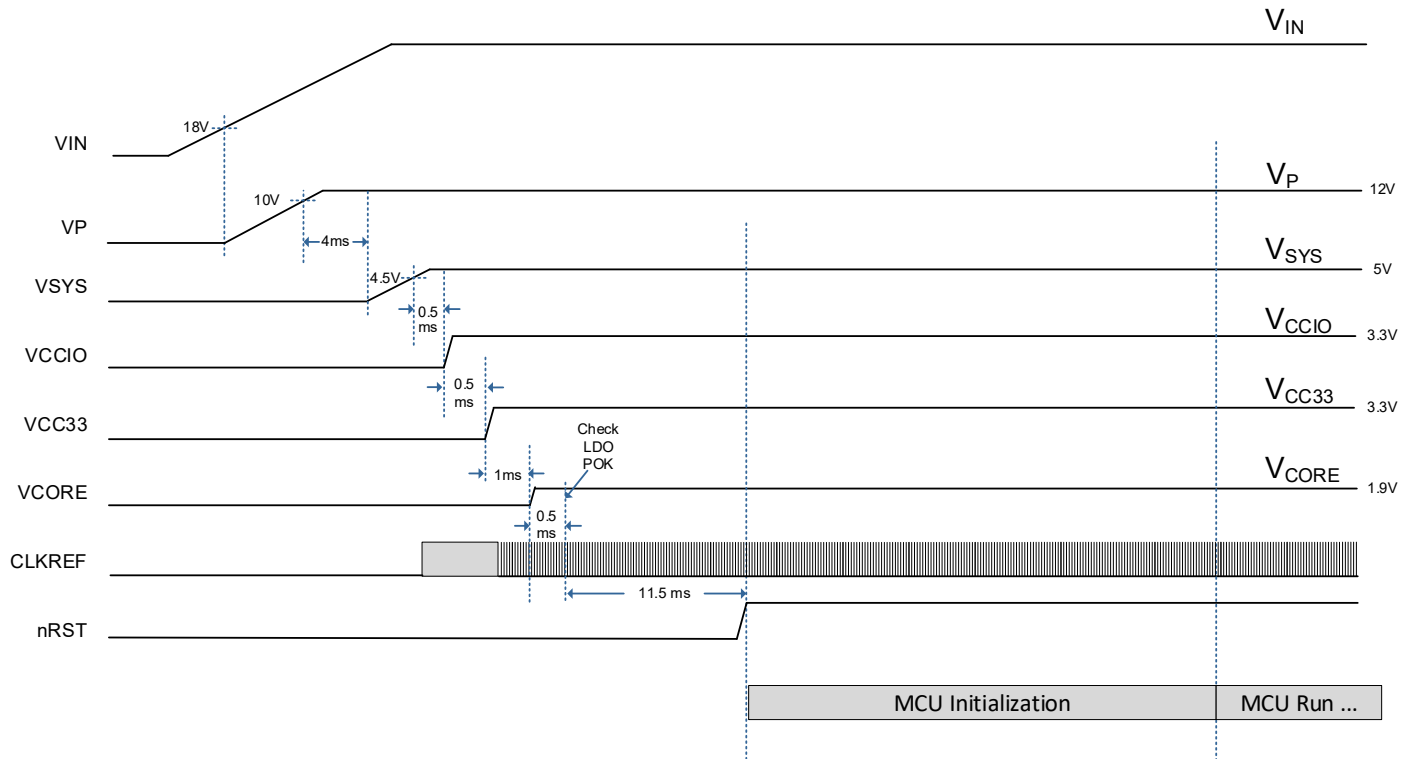 VIN
18V
VIN
VP
10V
VP
12V
4ms
VSYS
4.5V
VSYS
5V
0.5
ms
VCCIO
VCCIO
3.3V
0.5
ms
VCC33
VCC33
3.3V
Check
LDO
POK
1ms
VCORE
VCORE
1.9V
0.5
ms
CLKREF
11.5 ms
nRST
MCU Initialization
MCU Run ...